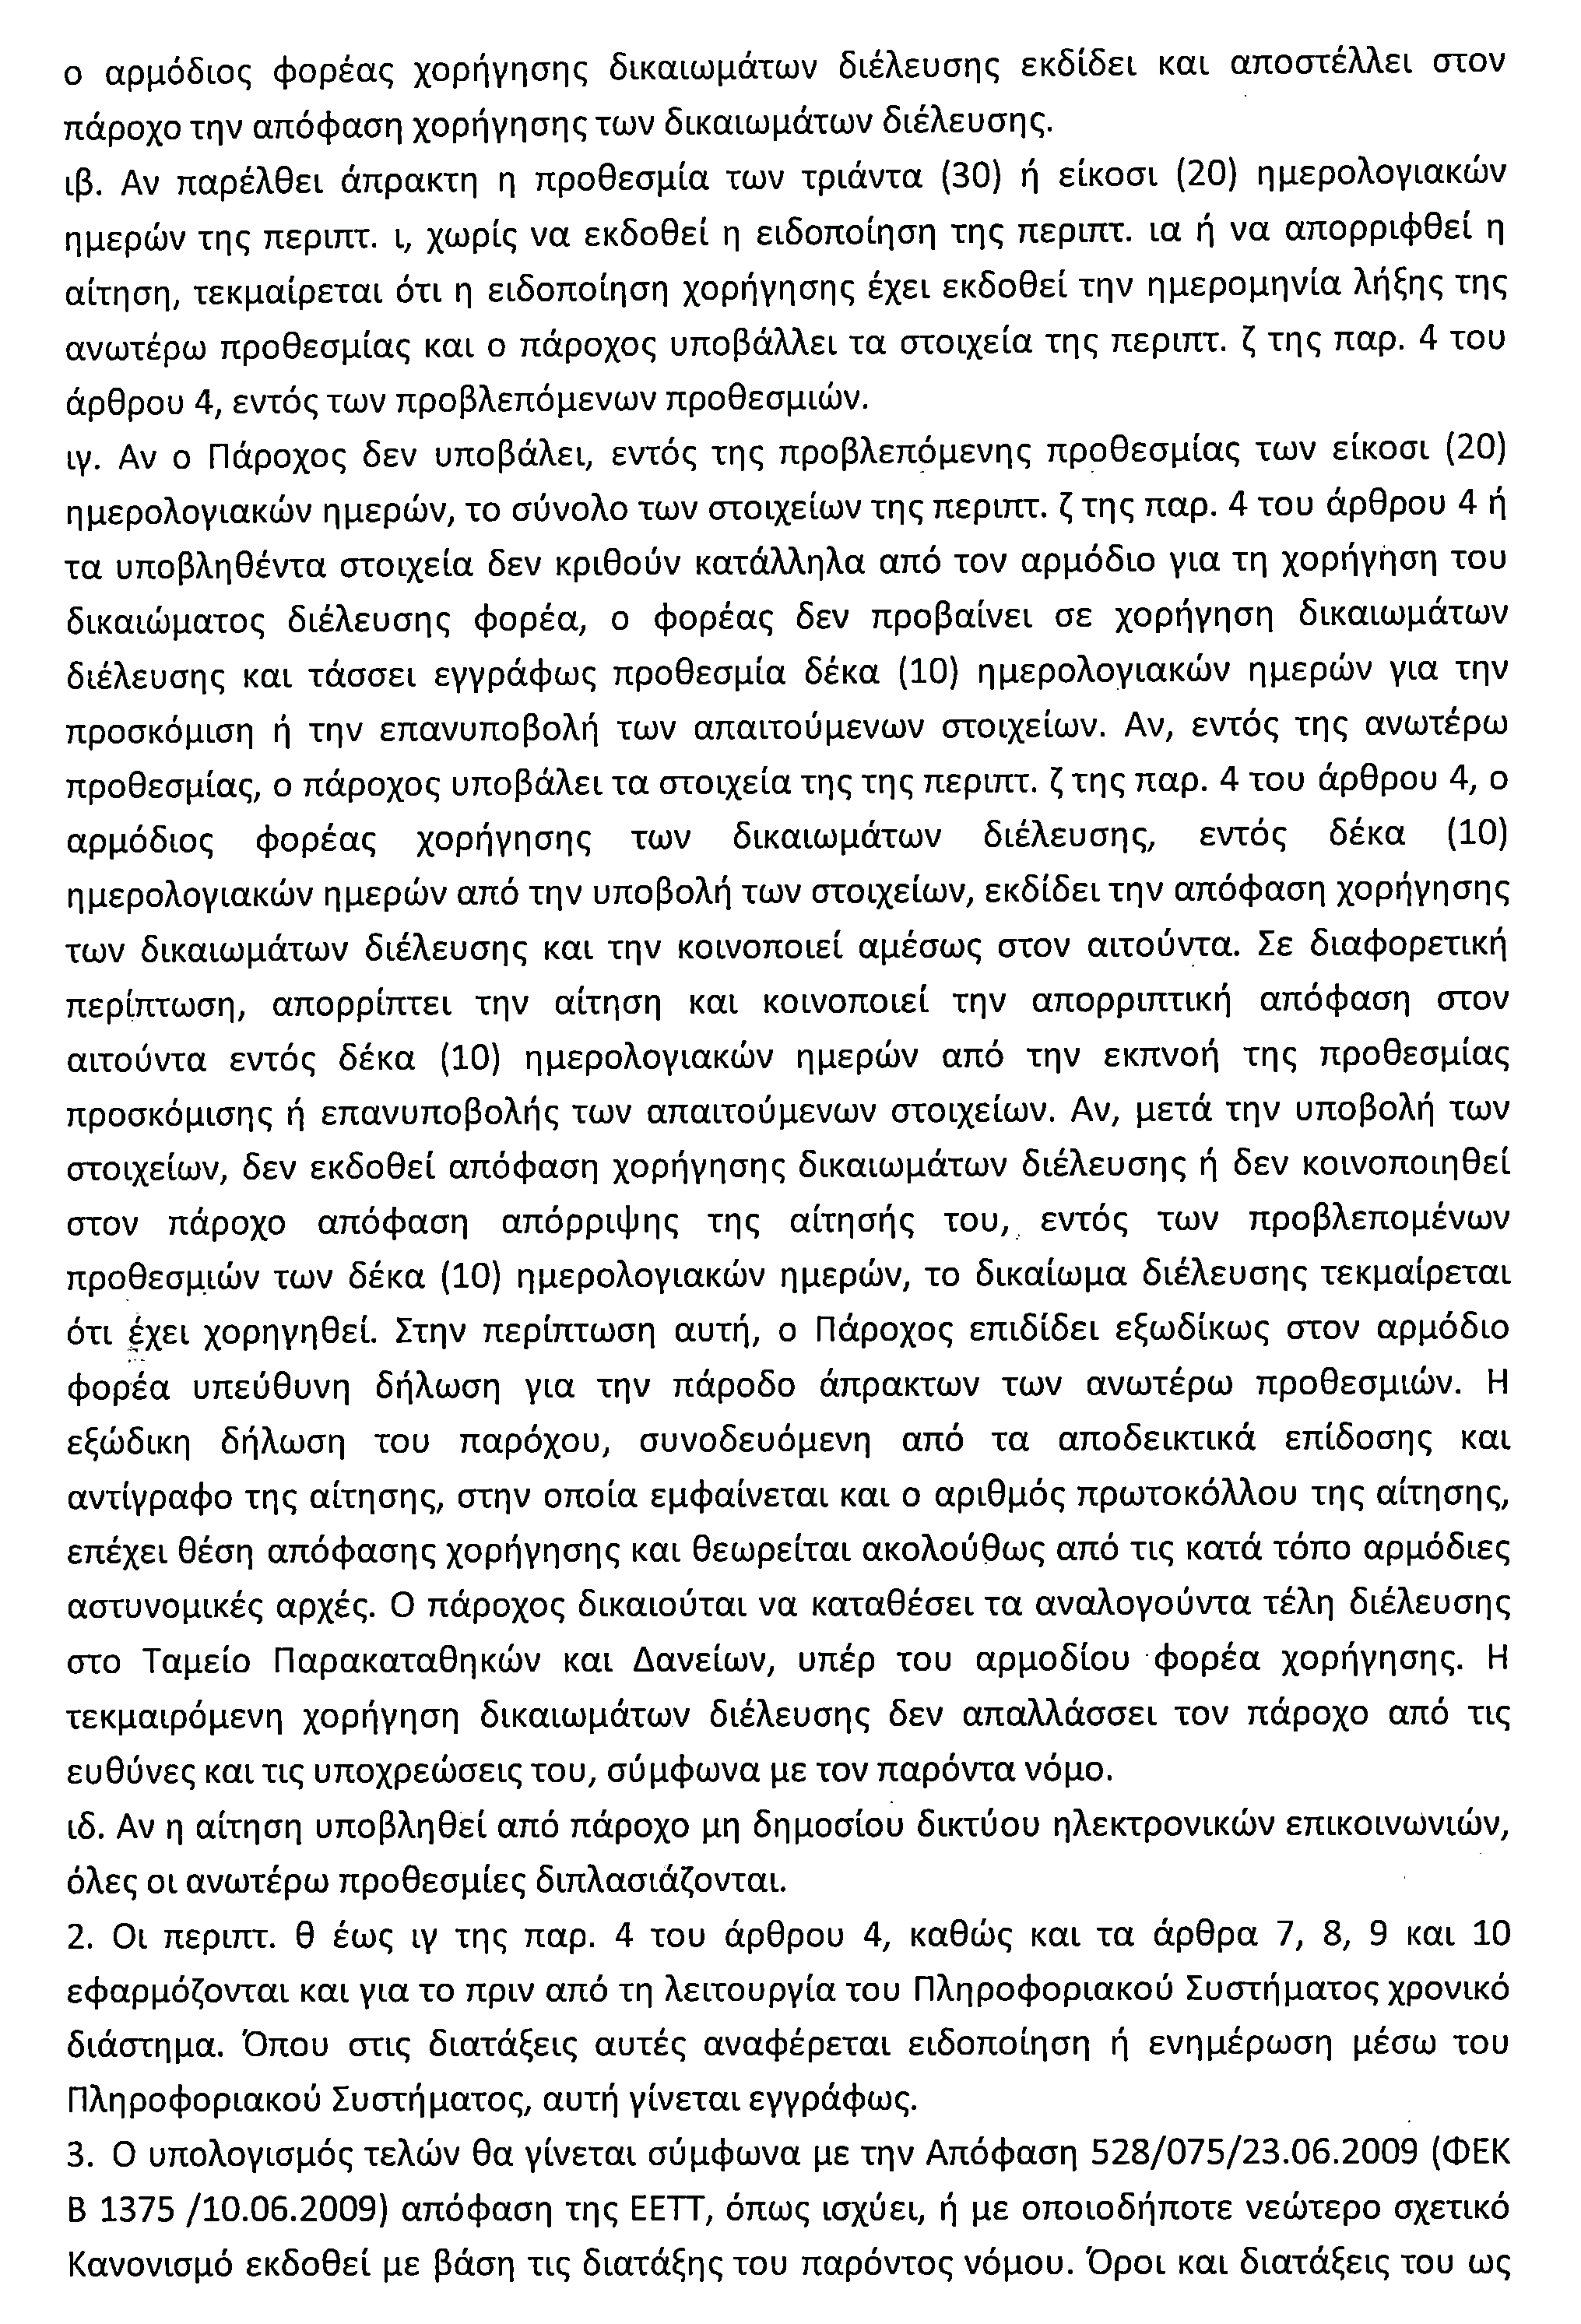 ο αρμόδιος φορέας χορήγησης δικαιωμάτων διέλευσης εκδίδει και αποστέλλει στον
πάροχο την απόφαση χορήγησης των δικαιωμάτων διέλευσης.
ιβ. Αν παρέλθει άπρακτη η προθεσμία των τριάντα (30) ή είκοσι (20) ημερολογιακών
ημερών της περιπτ. ι, χωρίς να εκδοθεί η ειδοποίηση της περιπτ. ια ή να απορριφθεί η
αίτηση, τεκμαίρεται ότι η ειδοποίηση χορήγησης έχει εκδοθεί την ημερομηνία λήξης της
ανωτέρω προθεσμίας και ο πάροχος υποβάλλει τα στοιχεία της περιπτ. ζ της παρ. 4 του
άρθρου 4, εντός των προβλεπόμενων προθεσμιών.
ιγ. Αν ο Πάροχος δεν υποβάλει, εντός της προβλεπόμενης προθεσμίας των είκοσι (20)
ημερολογιακών ημερών, το σύνολο των στοιχείων της περιπτ. ζ της παρ. 4 του άρθρου 4 ή
τα υποβληθέντα στοιχεία δεν κριθούν κατάλληλα από τον αρμόδιο για τη χορήγηση του
δικαιώματος διέλευσης φορέα, ο φορέας δεν προβαίνει σε χορήγηση δικαιωμάτων
διέλευσης και τάσσει εγγράφως προθεσμία δέκα (10) ημερολογιακών ημερών για την
προσκόμιση ή την επανυποβολή των απαιτούμενων στοιχείων. Αν, εντός της ανωτέρω
προθεσμίας, ο πάροχος υποβάλει τα στοιχεία της της περιπτ. ζ της παρ. 4 του άρθρου 4, ο
αρμόδιος φορέας χορήγησης των δικαιωμάτων διέλευσης, εντός δέκα (10)
ημερολογιακών ημερών από την υποβολή των στοιχείων, εκδίδει την απόφαση χορήγησης
των δικαιωμάτων διέλευσης και την κοινοποιεί αμέσως στον αιτούντα. Σε διαφορετική
περίπτωση, απορρίπτει την αίτηση και κοινοποιεί την απορριπτική απόφαση στον
αιτούντα εντός δέκα (10) ημερολογιακών ημερών από την εκπνοή της προθεσμίας
προσκόμισης ή επανυποβολής των απαιτούμενων στοιχείων. Αν, μετά την υποβολή των
στοιχείων, δεν εκδοθεί απόφαση χορήγησης δικαιωμάτων διέλευσης ή δεν κοινοποιηθεί
στον πάροχο απόφαση απόρριψης της αίτησής του, εντός των προβλεπομένων
προθεσμιών των δέκα (10) ημερολογιακών ημερών, το δικαίωμα διέλευσης τεκμαίρεται
ότι έχει χορηγηθεί. Στην περίπτωση αυτή, ο Πάροχος επιδίδει εξωδίκως στον αρμόδιο
φορέα υπεύθυνη δήλωση για την πάροδο άπρακτων των ανωτέρω προθεσμιών. Η
εξώδικη δήλωση του παρόχου, συνοδευόμενη από τα αποδεικτικά επίδοσης και
αντίγραφο της αίτησης, στην οποία εμφαίνεται και ο αριθμός πρωτοκόλλου της αίτησης,
επέχει θέση απόφασης χορήγησης και θεωρείται ακολούθως από τις κατά τόπο αρμόδιες
αστυνομικές αρχές. Ο πάροχος δικαιούται να καταθέσει τα αναλογούντα τέλη διέλευσης
στο Ταμείο Παρακαταθηκών και Δανείων, υπέρ του αρμοδίου φορέα χορήγησης. Η
τεκμαιρόμενη χορήγηση δικαιωμάτων διέλευσης δεν απαλλάσσει τον πάροχο από τις
ευθύνες και τις υποχρεώσεις του, σύμφωνα με τον παρόντα νόμο.
ιδ. Αν η αίτηση υποβληθεί από πάροχο μη δημοσίου δικτύου ηλεκτρονικών επικοινωνιών,
όλες οι ανωτέρω προθεσμίες διπλασιάζονται.
2. Οι περιπτ. θ έως ιγ της παρ. 4 του άρθρου 4, καθώς και τα άρθρα 7, 8, 9 και 10
εφαρμόζονται και για το πριν από τη λειτουργία του Πληροφοριακού Συστήματος χρονικό
διάστημα. Όπου στις διατάξεις αυτές αναφέρεται ειδοποίηση ή ενημέρωση μέσω του
Πληροφοριακού Συστήματος, αυτή γίνεται εγγράφως.
3. Ο υπολογισμός τελών θα γίνεται σύμφωνα με την Απόφαση 528/075/23.06.2009 (ΦΕΚ
Β 1375 /10.06.2009) απόφαση της ΕΕΤΤ, όπως ισχύει, ή με οποιοδήποτε νεώτερο σχετικό
Κανονισμό εκδοθεί με βάση τις διατάξης του παρόντος νόμου. Όροι και διατάξεις του ως